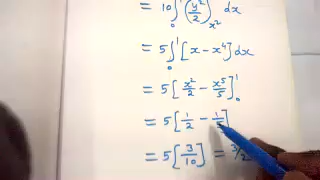 = 10 ∫₀¹ (y²/2)ₓ² dx
= 5 ∫₀¹ [x - x⁴] dx
= 5 [x²/2 - x⁵/5]₀¹
= 5 [1/2 - 1/5]
= 5 [3/10] = 3/2